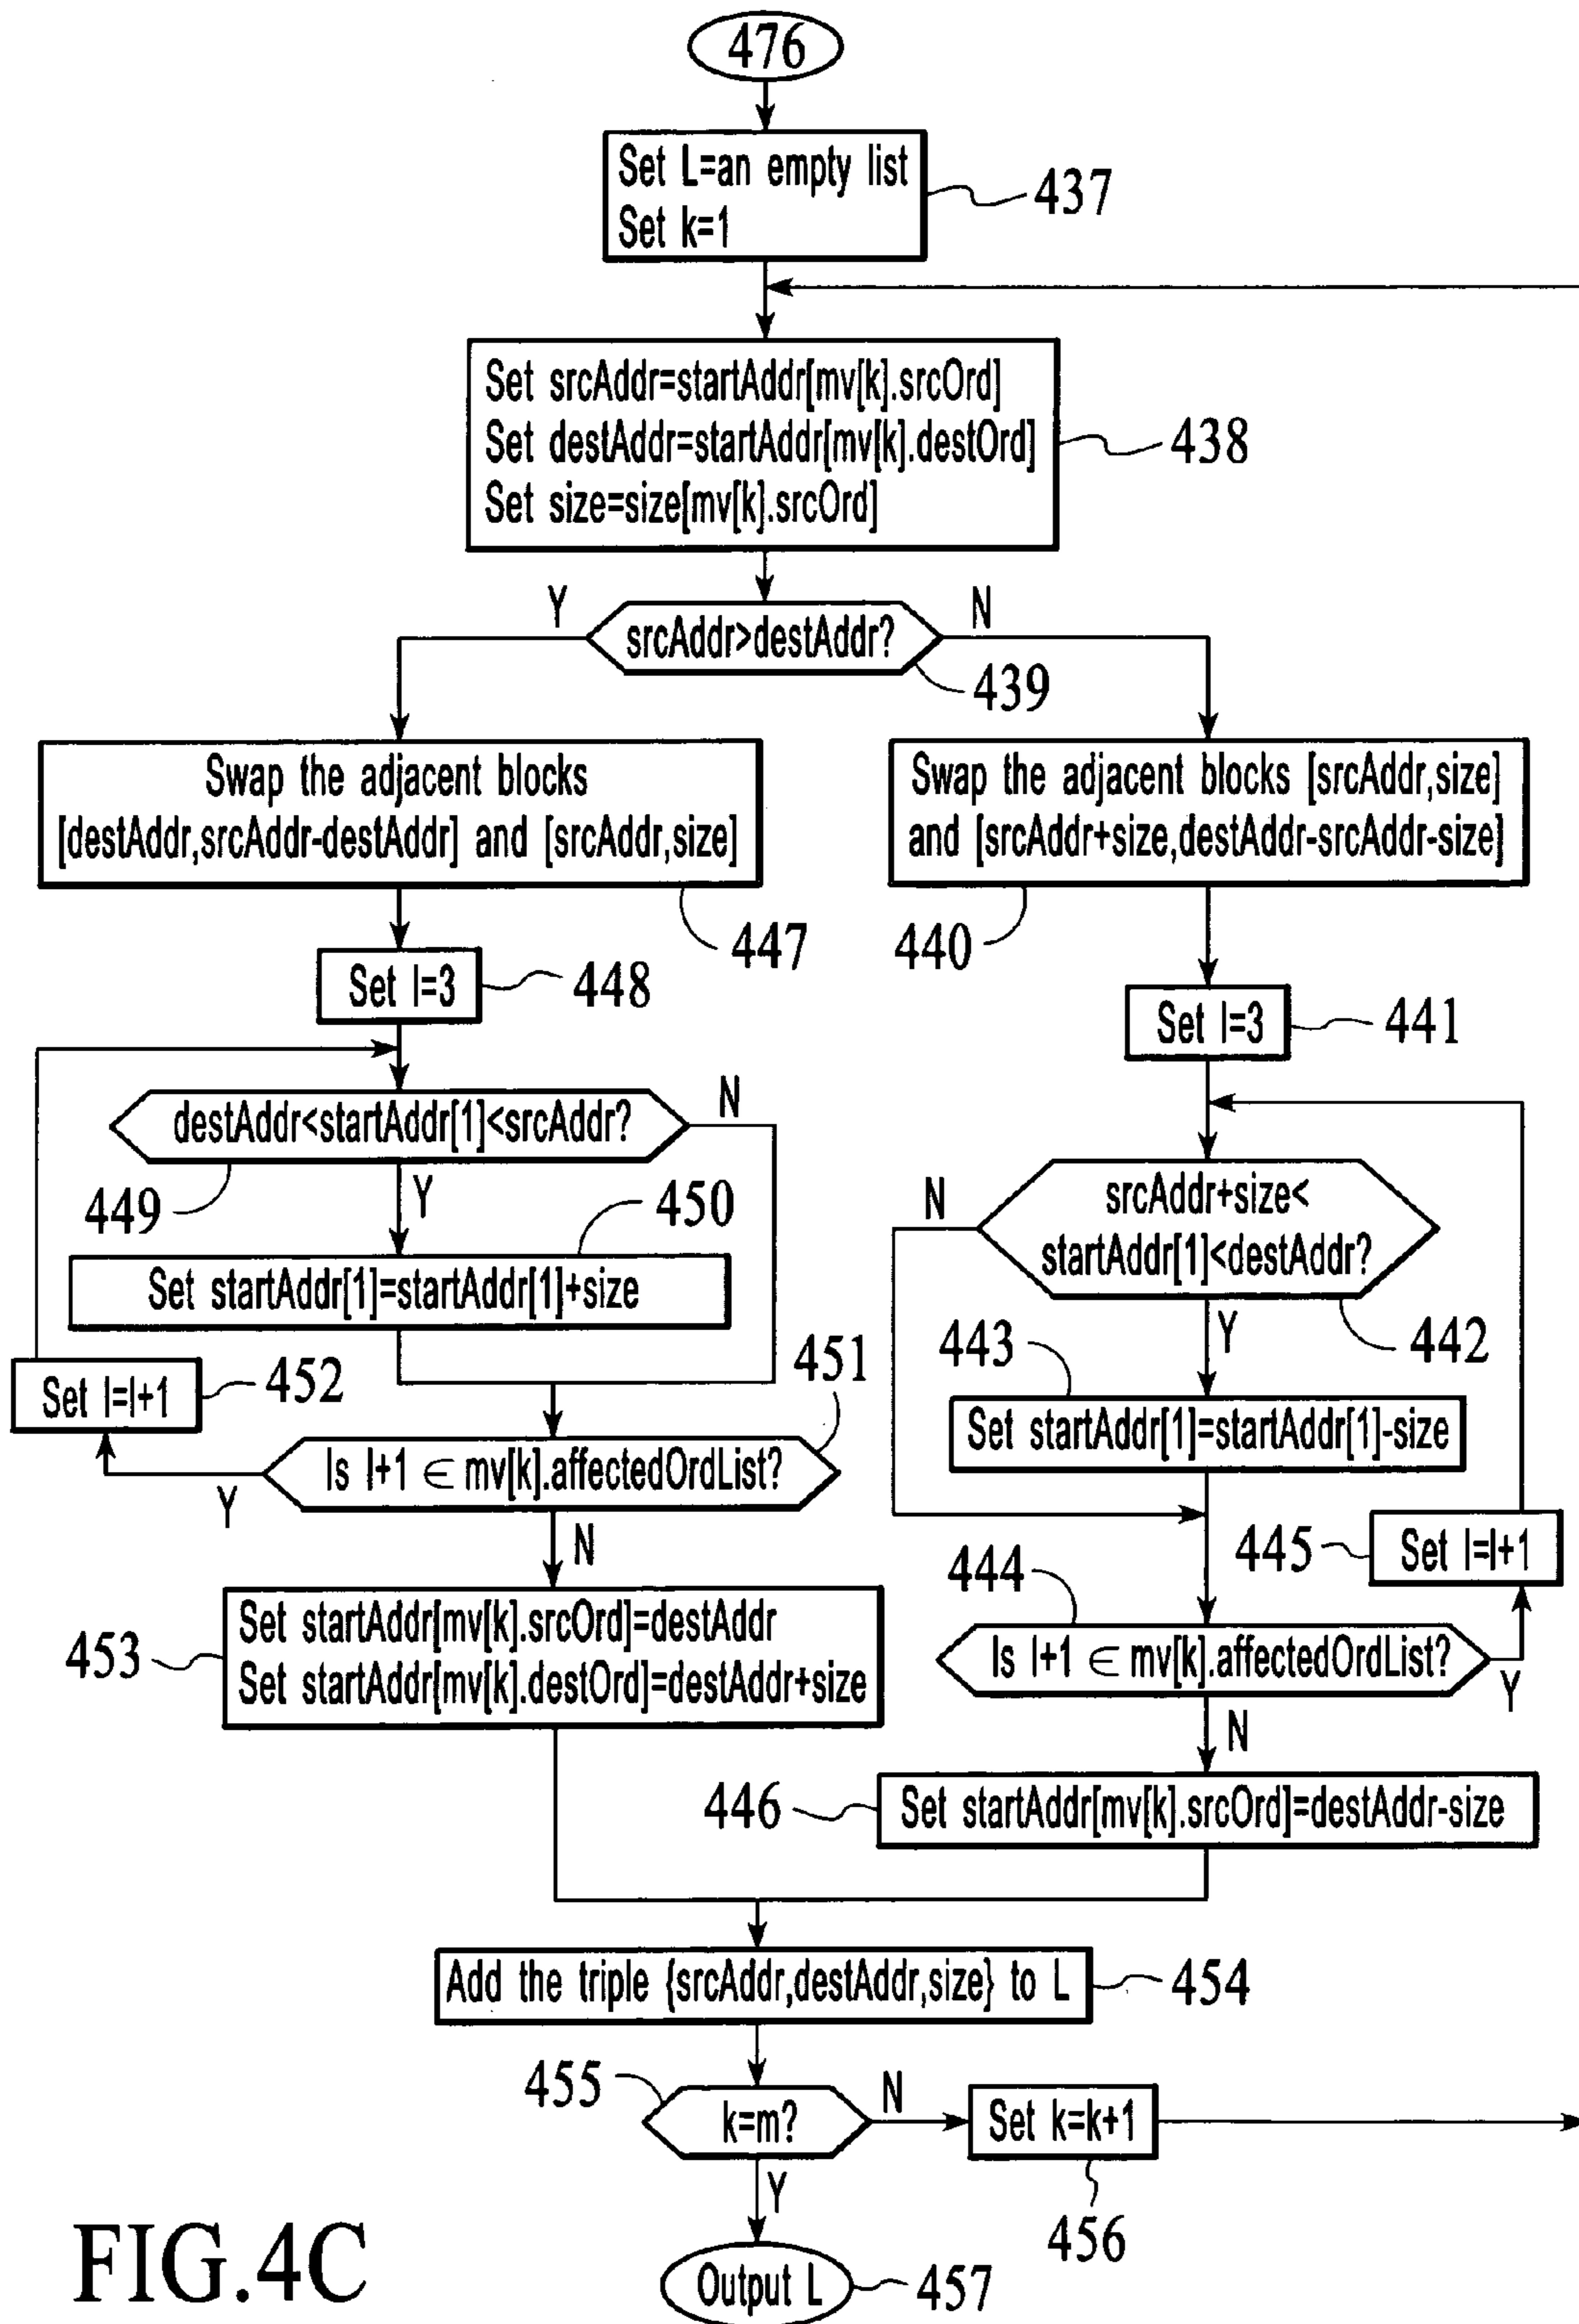 476
Set L=an empty list
Set k=1
437
Set srcAddr=startAddr[mv[k].srcOrd]
Set destAddr=startAddr[mv[k].destOrd]
Set size=size[mv[k].srcOrd]
438
Y
srcAddr>destAddr?
N
439
Swap the adjacent blocks
[destAddr,srcAddr-destAddr] and [srcAddr,size]
447
Swap the adjacent blocks [srcAddr,size]
and [srcAddr+size,destAddr-srcAddr-size]
440
Set l=3
448
Set l=3
441
destAddr<startAddr[1]<srcAddr?
N
449
Y
450
Set startAddr[1]=startAddr[1]+size
N
srcAddr+size<
startAddr[1]<destAddr?
Y
442
443
Set startAddr[1]=startAddr[1]-size
Set l=l+1
452
451
Is l+1 ∈ mv[k].affectedOrdList?
Y
N
445
Set l=l+1
444
Is l+1 ∈ mv[k].affectedOrdList?
Y
N
453
Set startAddr[mv[k].srcOrd]=destAddr
Set startAddr[mv[k].destOrd]=destAddr+size
446
Set startAddr[mv[k].srcOrd]=destAddr-size
Add the triple {srcAddr,destAddr,size} to L
454
455
k=m?
N
Set k=k+1
456
Y
Output L
457
FIG.4C